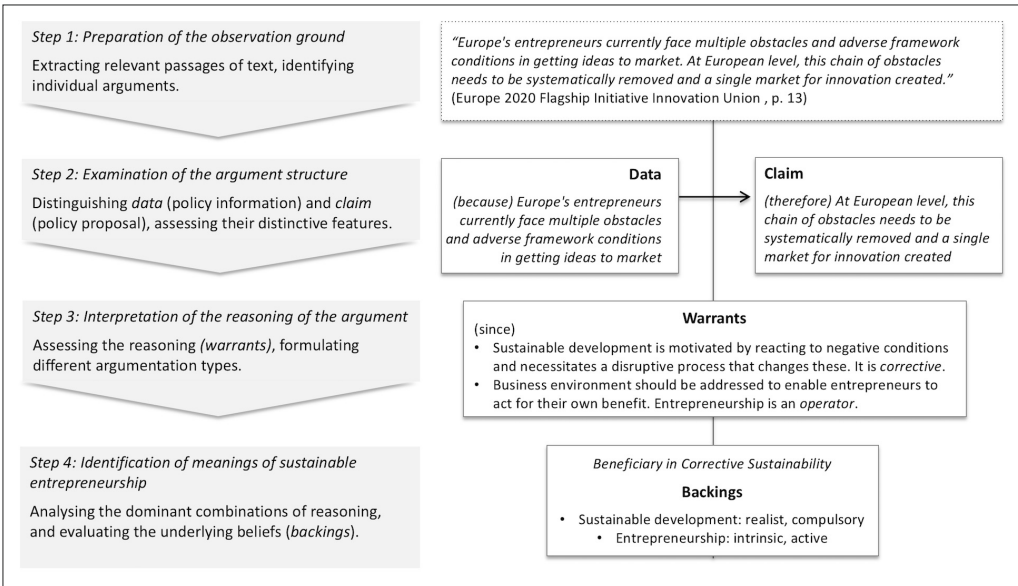 Step 1: Preparation of the observation ground
Extracting relevant passages of text, identifying
individual arguments.
“Europe's entrepreneurs currently face multiple obstacles and adverse framework
conditions in getting ideas to market. At European level, this chain of obstacles
needs to be systematically removed and a single market for innovation created.”
(Europe 2020 Flagship Initiative Innovation Union , p. 13)
Step 2: Examination of the argument structure
Distinguishing data (policy information) and claim
(policy proposal), assessing their distinctive features.
Data
(because) Europe's entrepreneurs
currently face multiple obstacles
and adverse framework conditions
in getting ideas to market
Claim
(therefore) At European level, this
chain of obstacles needs to be
systematically removed and a single
market for innovation created
Step 3: Interpretation of the reasoning of the argument
Assessing the reasoning (warrants), formulating
different argumentation types.
Warrants
(since)
• Sustainable development is motivated by reacting to negative conditions
and necessitates a disruptive process that changes these. It is corrective.
• Business environment should be addressed to enable entrepreneurs to
act for their own benefit. Entrepreneurship is an operator.
Step 4: Identification of meanings of sustainable
entrepreneurship
Analysing the dominant combinations of reasoning,
and evaluating the underlying beliefs (backings).
Beneficiary in Corrective Sustainability
Backings
• Sustainable development: realist, compulsory
• Entrepreneurship: intrinsic, active